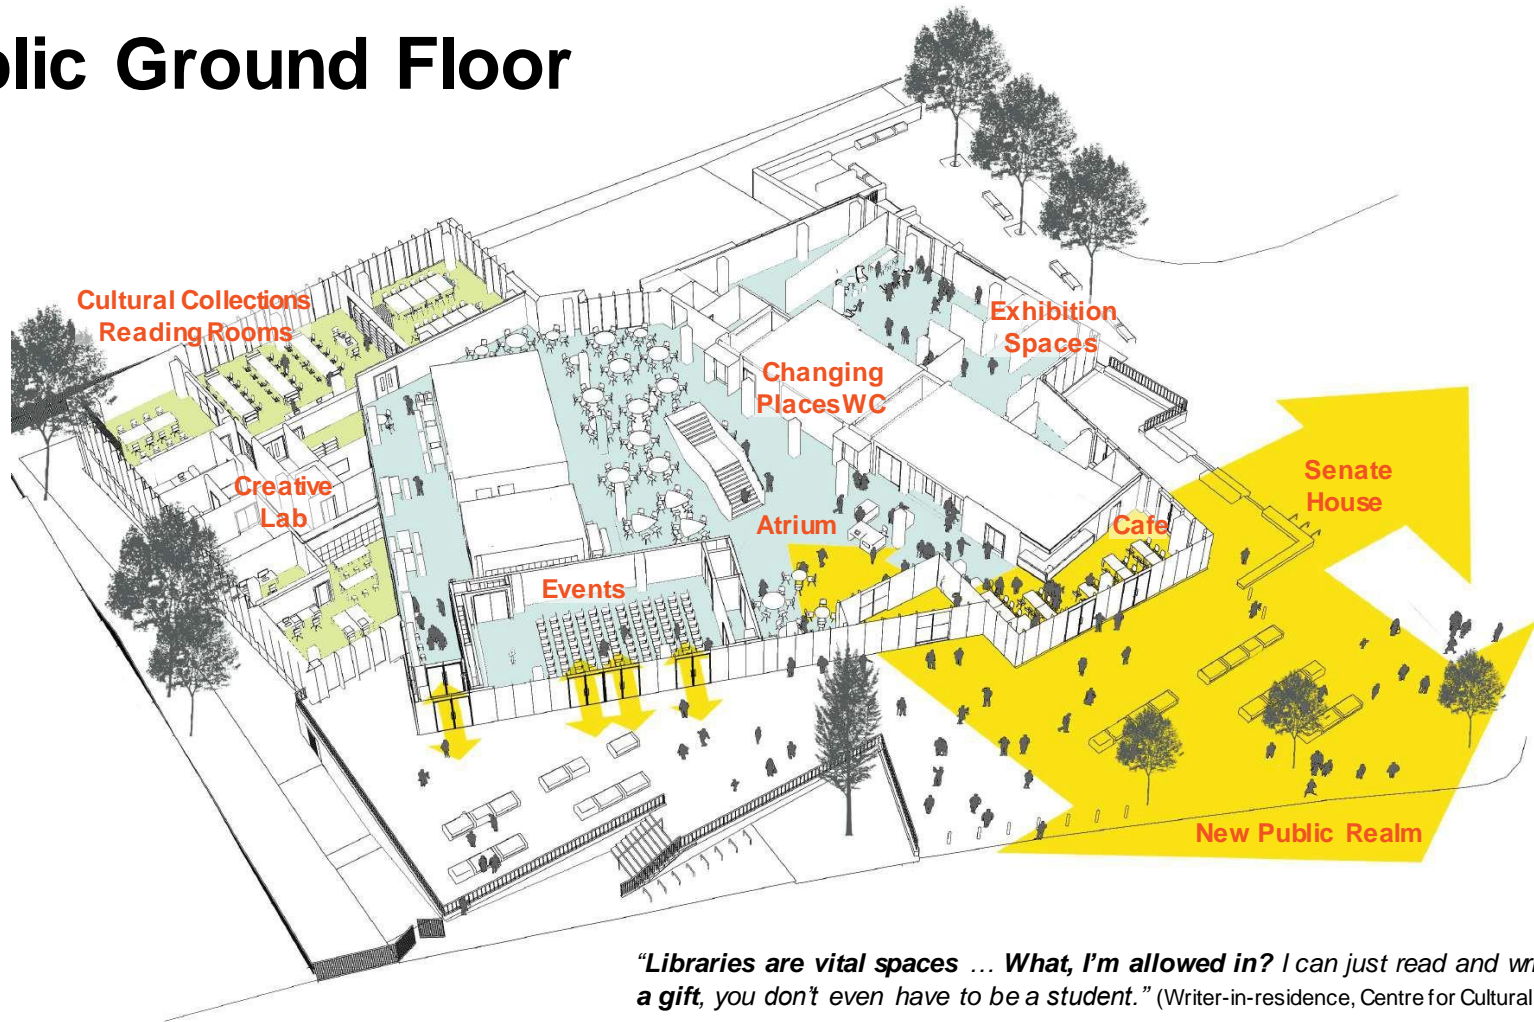 blic Ground Floor
Cultural Collections
Reading Rooms
Exhibition
Spaces
Changing
Places WC
Senate
House
Creative
Lab
Atrium
Cafe
Events
New Public Realm
“Libraries are vital spaces … What, I’m allowed in? I can just read and wr
a gift, you don’t even have to be a student.” (Writer-in-residence, Centre for Cultural